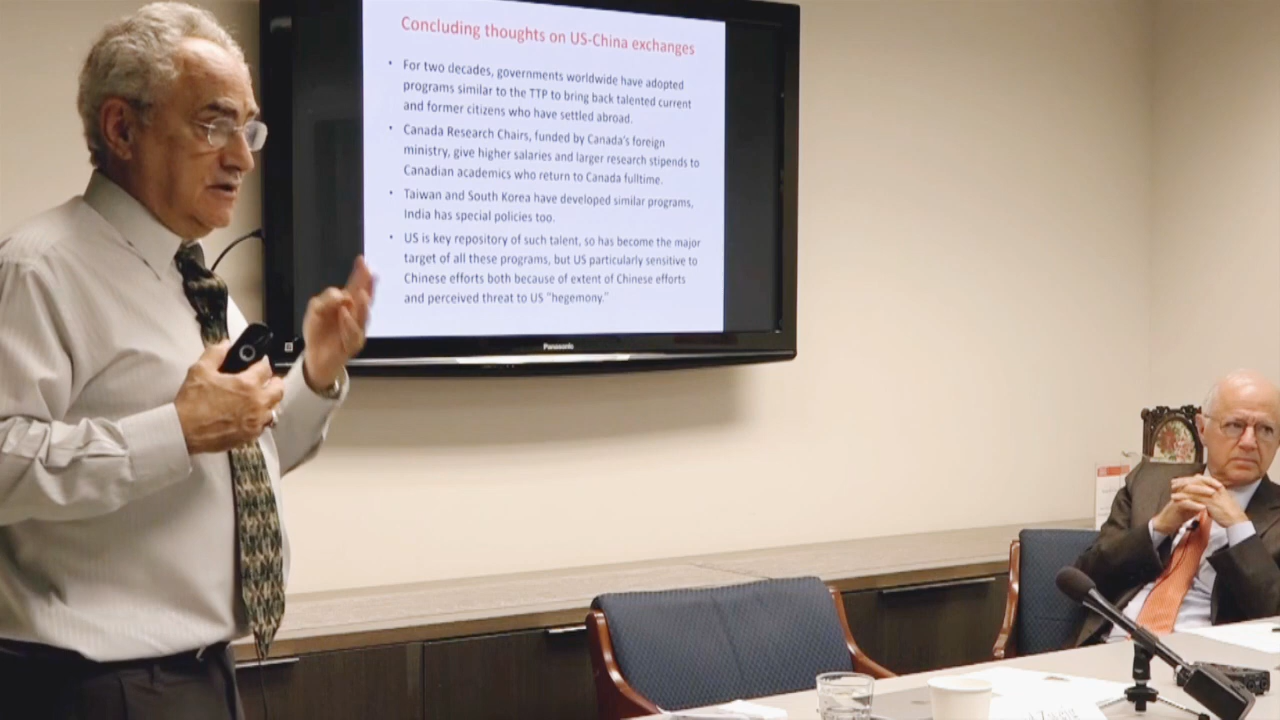 Concluding thoughts on US-China exchanges
• For two decades, governments worldwide have adopted
programs similar to the TTP to bring back talented current
and former citizens who have settled abroad.
• Canada Research Chairs, funded by Canada's foreign
ministry, give higher salaries and larger research stipends to
Canadian academics who return to Canada fulltime.
• Taiwan and South Korea have developed similar programs,
India has special policies too.
• US is key repository of such talent, so has become the major
target of all these programs, but US particularly sensitive to
Chinese efforts both because of extent of Chinese efforts
and perceived threat to US "hegemony."
Panasonic